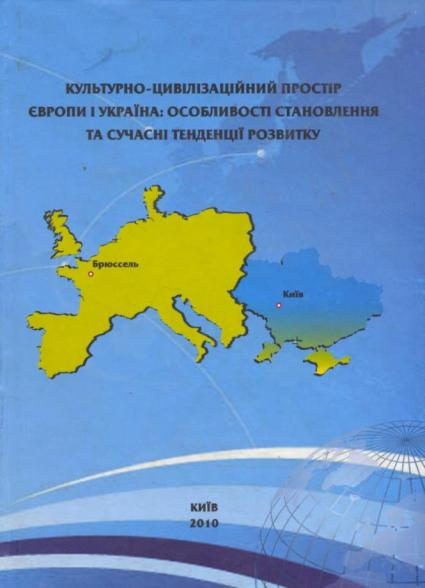 КУЛЬТУРНО-ЦИВІЛІЗАЦІЙНИЙ ПРОСТІР
ЄВРОПИ І УКРАЇНА: ОСОБЛИВОСТІ СТАНОВЛЕННЯ
ТА СУЧАСНІ ТЕНДЕНЦІЇ РОЗВИТКУ
Брюссель
Київ
КИЇВ
2010